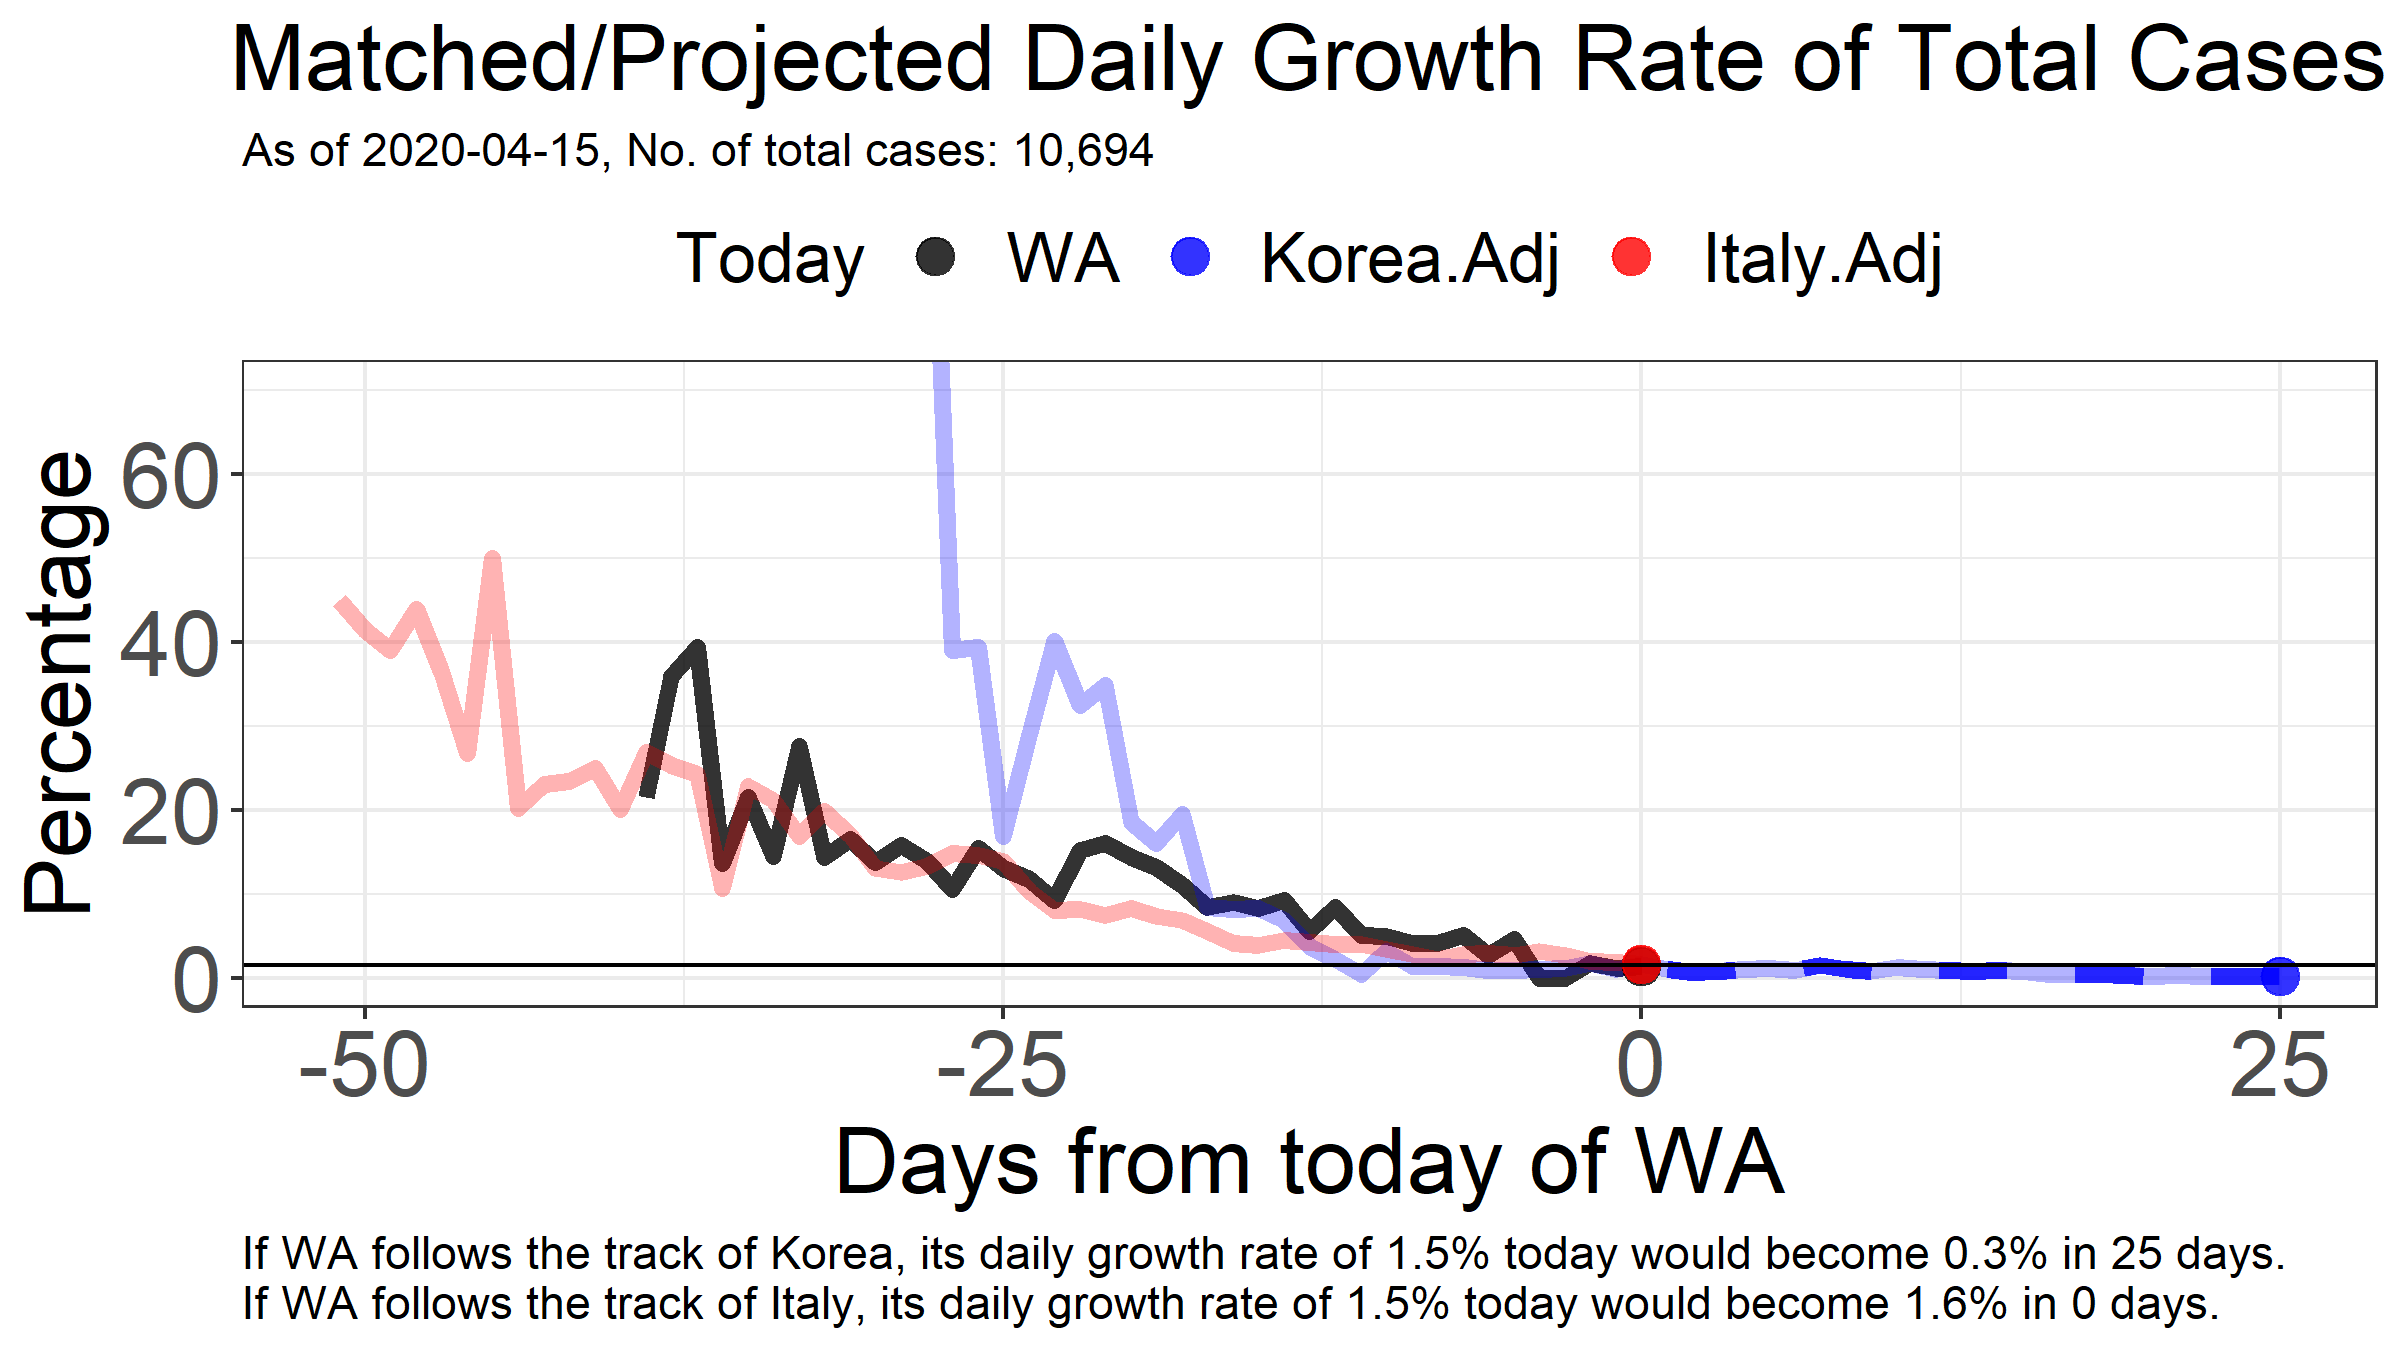 Matched/Projected Daily Growth Rate of Total Cases
As of 2020-04-15, No. of total cases: 10,694
Today WA Korea.Adj Italy.Adj
Percentage
60
40
20
0
-50 -25 0 25
Days from today of WA
If WA follows the track of Korea, its daily growth rate of 1.5% today would become 0.3% in 25 days.
If WA follows the track of Italy, its daily growth rate of 1.5% today would become 1.6% in 0 days.